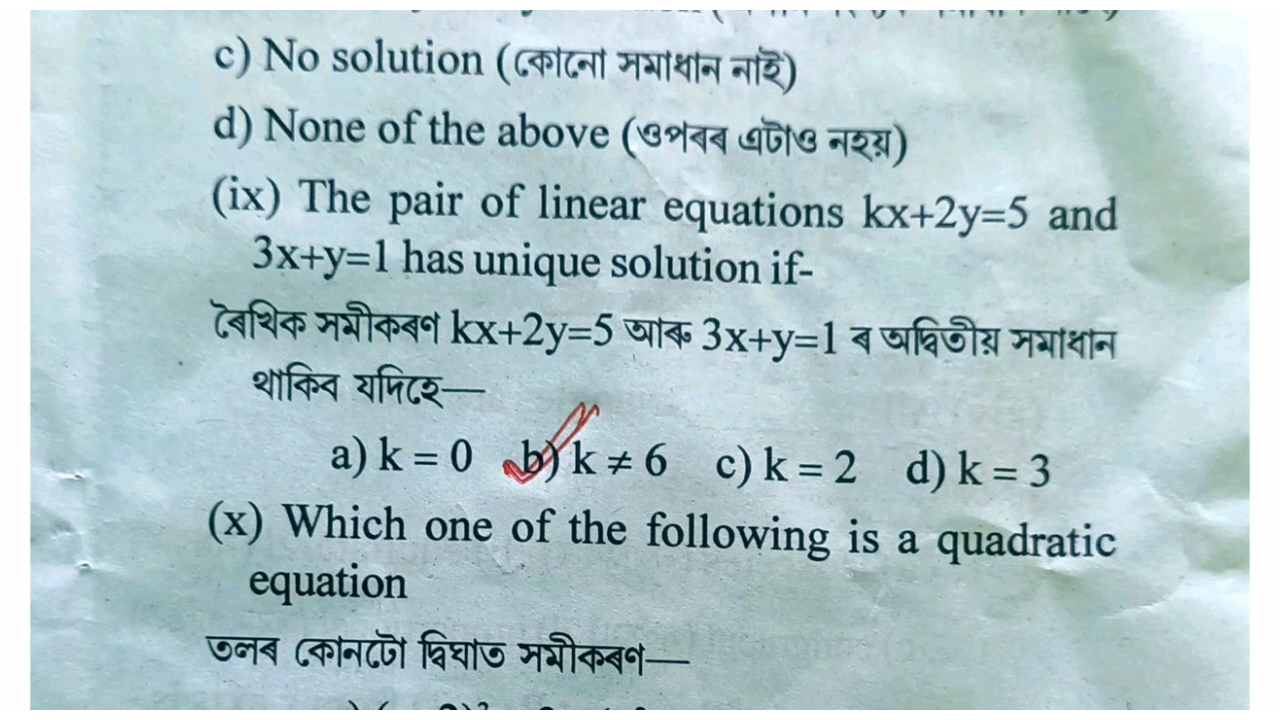 c) No solution (কোনো সমাধান নাই)
d) None of the above (ওপৰৰ এটাও নহয়)
(ix) The pair of linear equations kx+2y=5 and
3x+y=1 has unique solution if-
ৰৈখিক সমীকৰণ kx+2y=5 আৰু 3x+y=1 ৰ অদ্বিতীয় সমাধান
থাকিব যদিহে—
a) k = 0 b) k ≠ 6 c) k = 2 d) k = 3
(x) Which one of the following is a quadratic
equation
তলৰ কোনটো দ্বিঘাত সমীকৰণ—